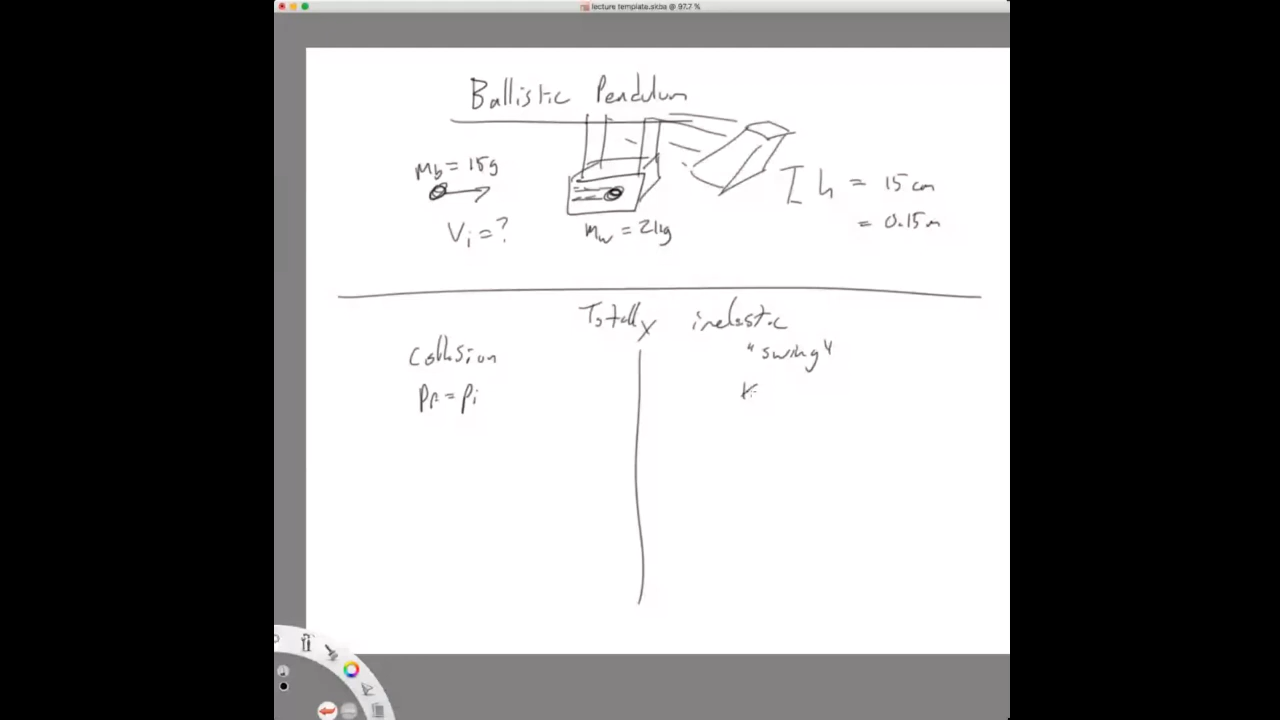 lecture template.skba @ 97.7 %
Ballistic Pendulum
mb = 15g
Vi = ?
mw = 2kg
h = 15 cm
= 0.15m
Totally inelastic
Collision
Pf = Pi
"swing"
K